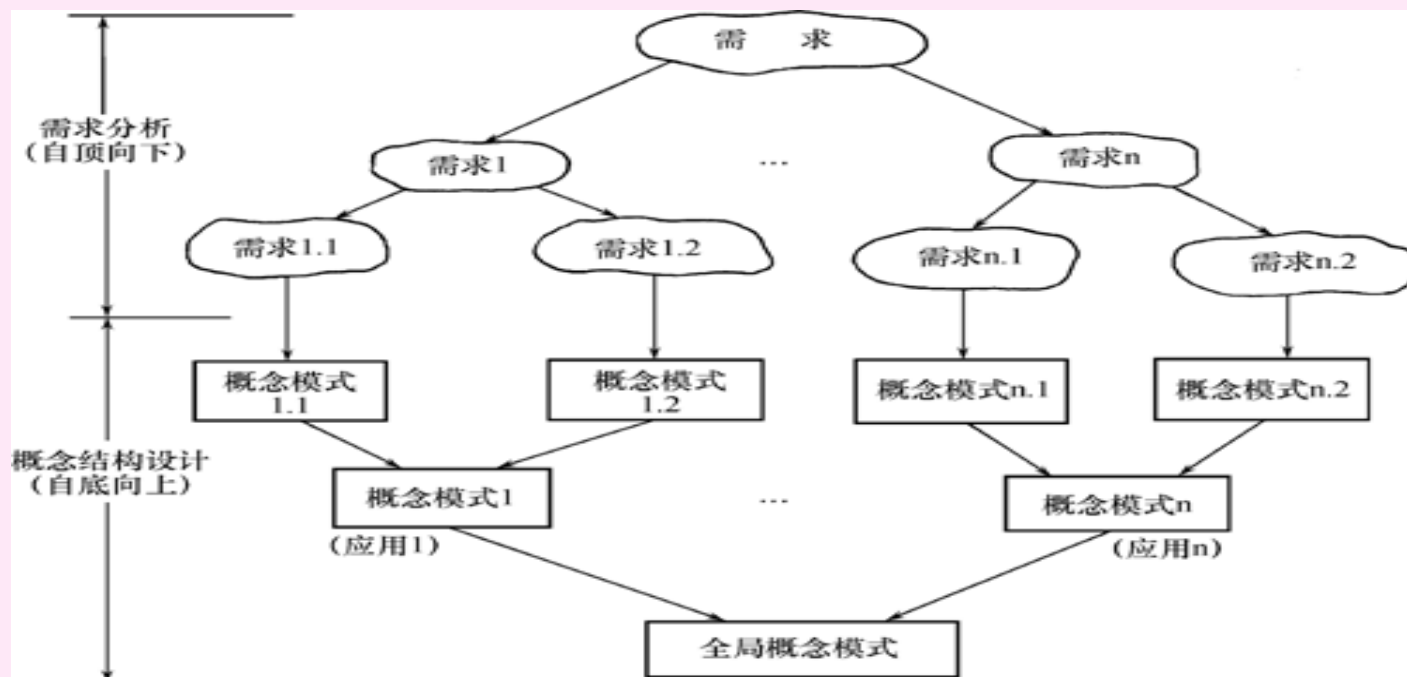 需 求
需求分析
(自顶向下)
需求1
…
需求n
需求1.1
需求1.2
需求n.1
需求n.2
概念模式
1.1
概念模式
1.2
概念模式n.1
概念模式n.2
概念结构设计
(自底向上)
概念模式1
…
概念模式n
(应用1)
(应用n)
全局概念模式